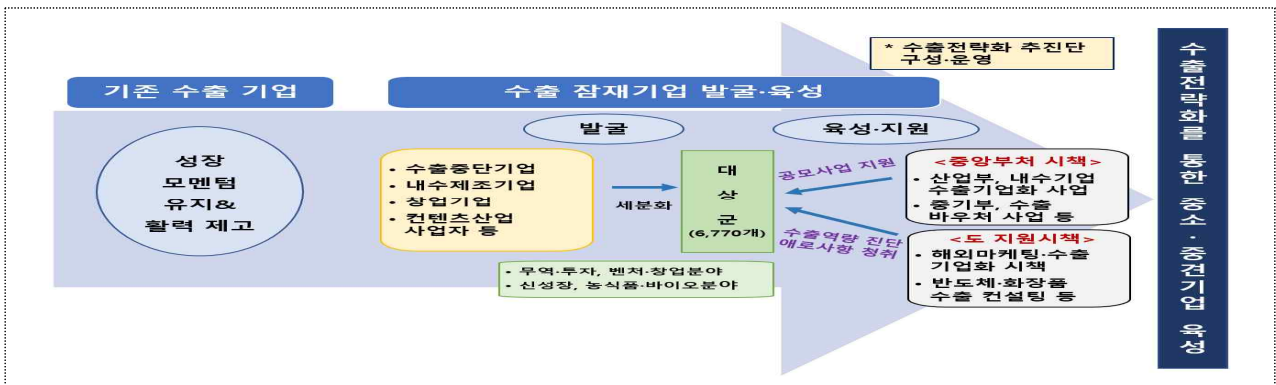 * 수출전략화 추진단
구성·운영
기존 수출 기업
수출 잠재기업 발굴·육성
발굴
육성·지원
성장
모멘텀
유지&
활력 제고
• 수출중단기업
• 내수제조기업
• 창업기업
• 컨텐츠산업
사업자 등
세분화
대
상
군
(6,770개)
• 무역·투자, 벤처·창업분야
• 신성장, 농식품·바이오분야
공모사업 지원
수출역량 진단
애로사항 청취
<중앙부처 시책>
• 산업부, 내수기업
수출기업화 사업
• 중기부, 수출
바우처 사업 등
<도 지원시책>
• 해외마케팅·수출
기업화 시책
• 반도체·화장품
수출 컨설팅 등
수출전략화를 통한 중소·중견기업 육성